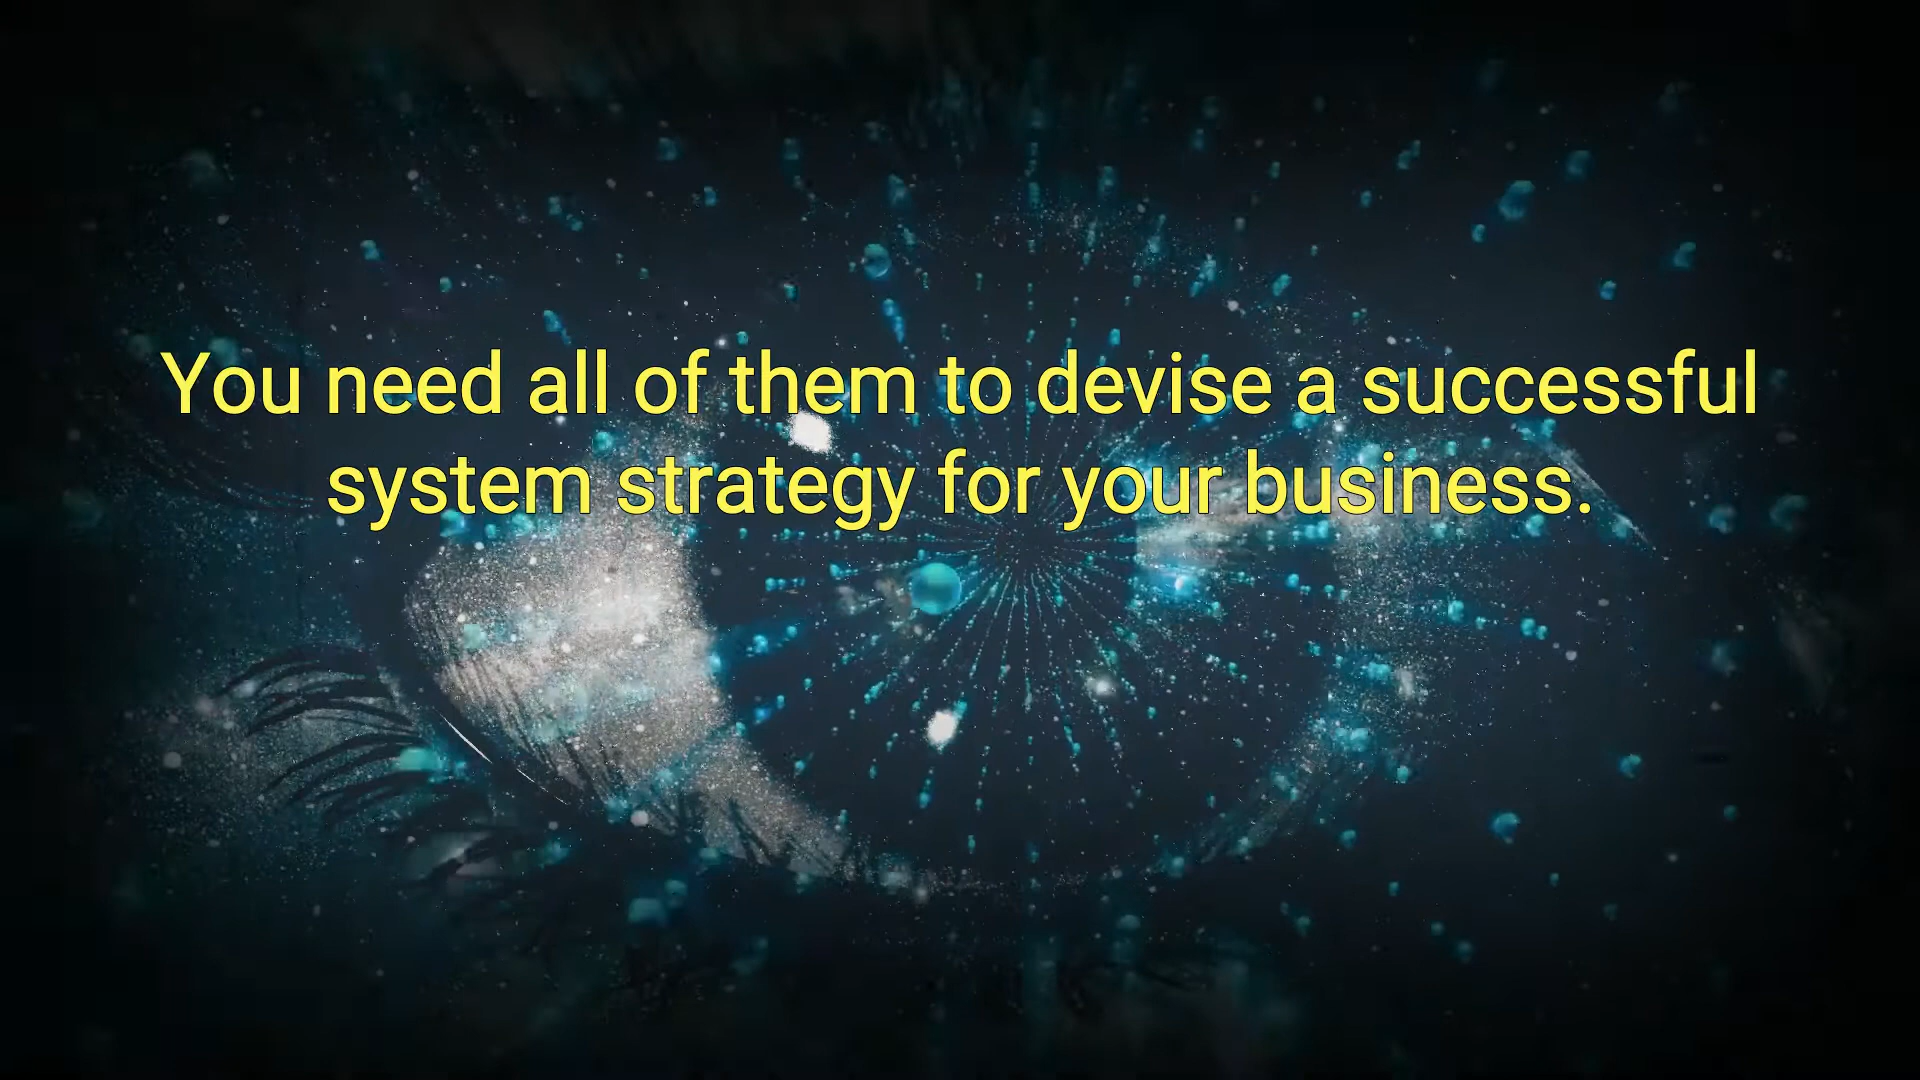 You need all of them to devise a successful
system strategy for your business.